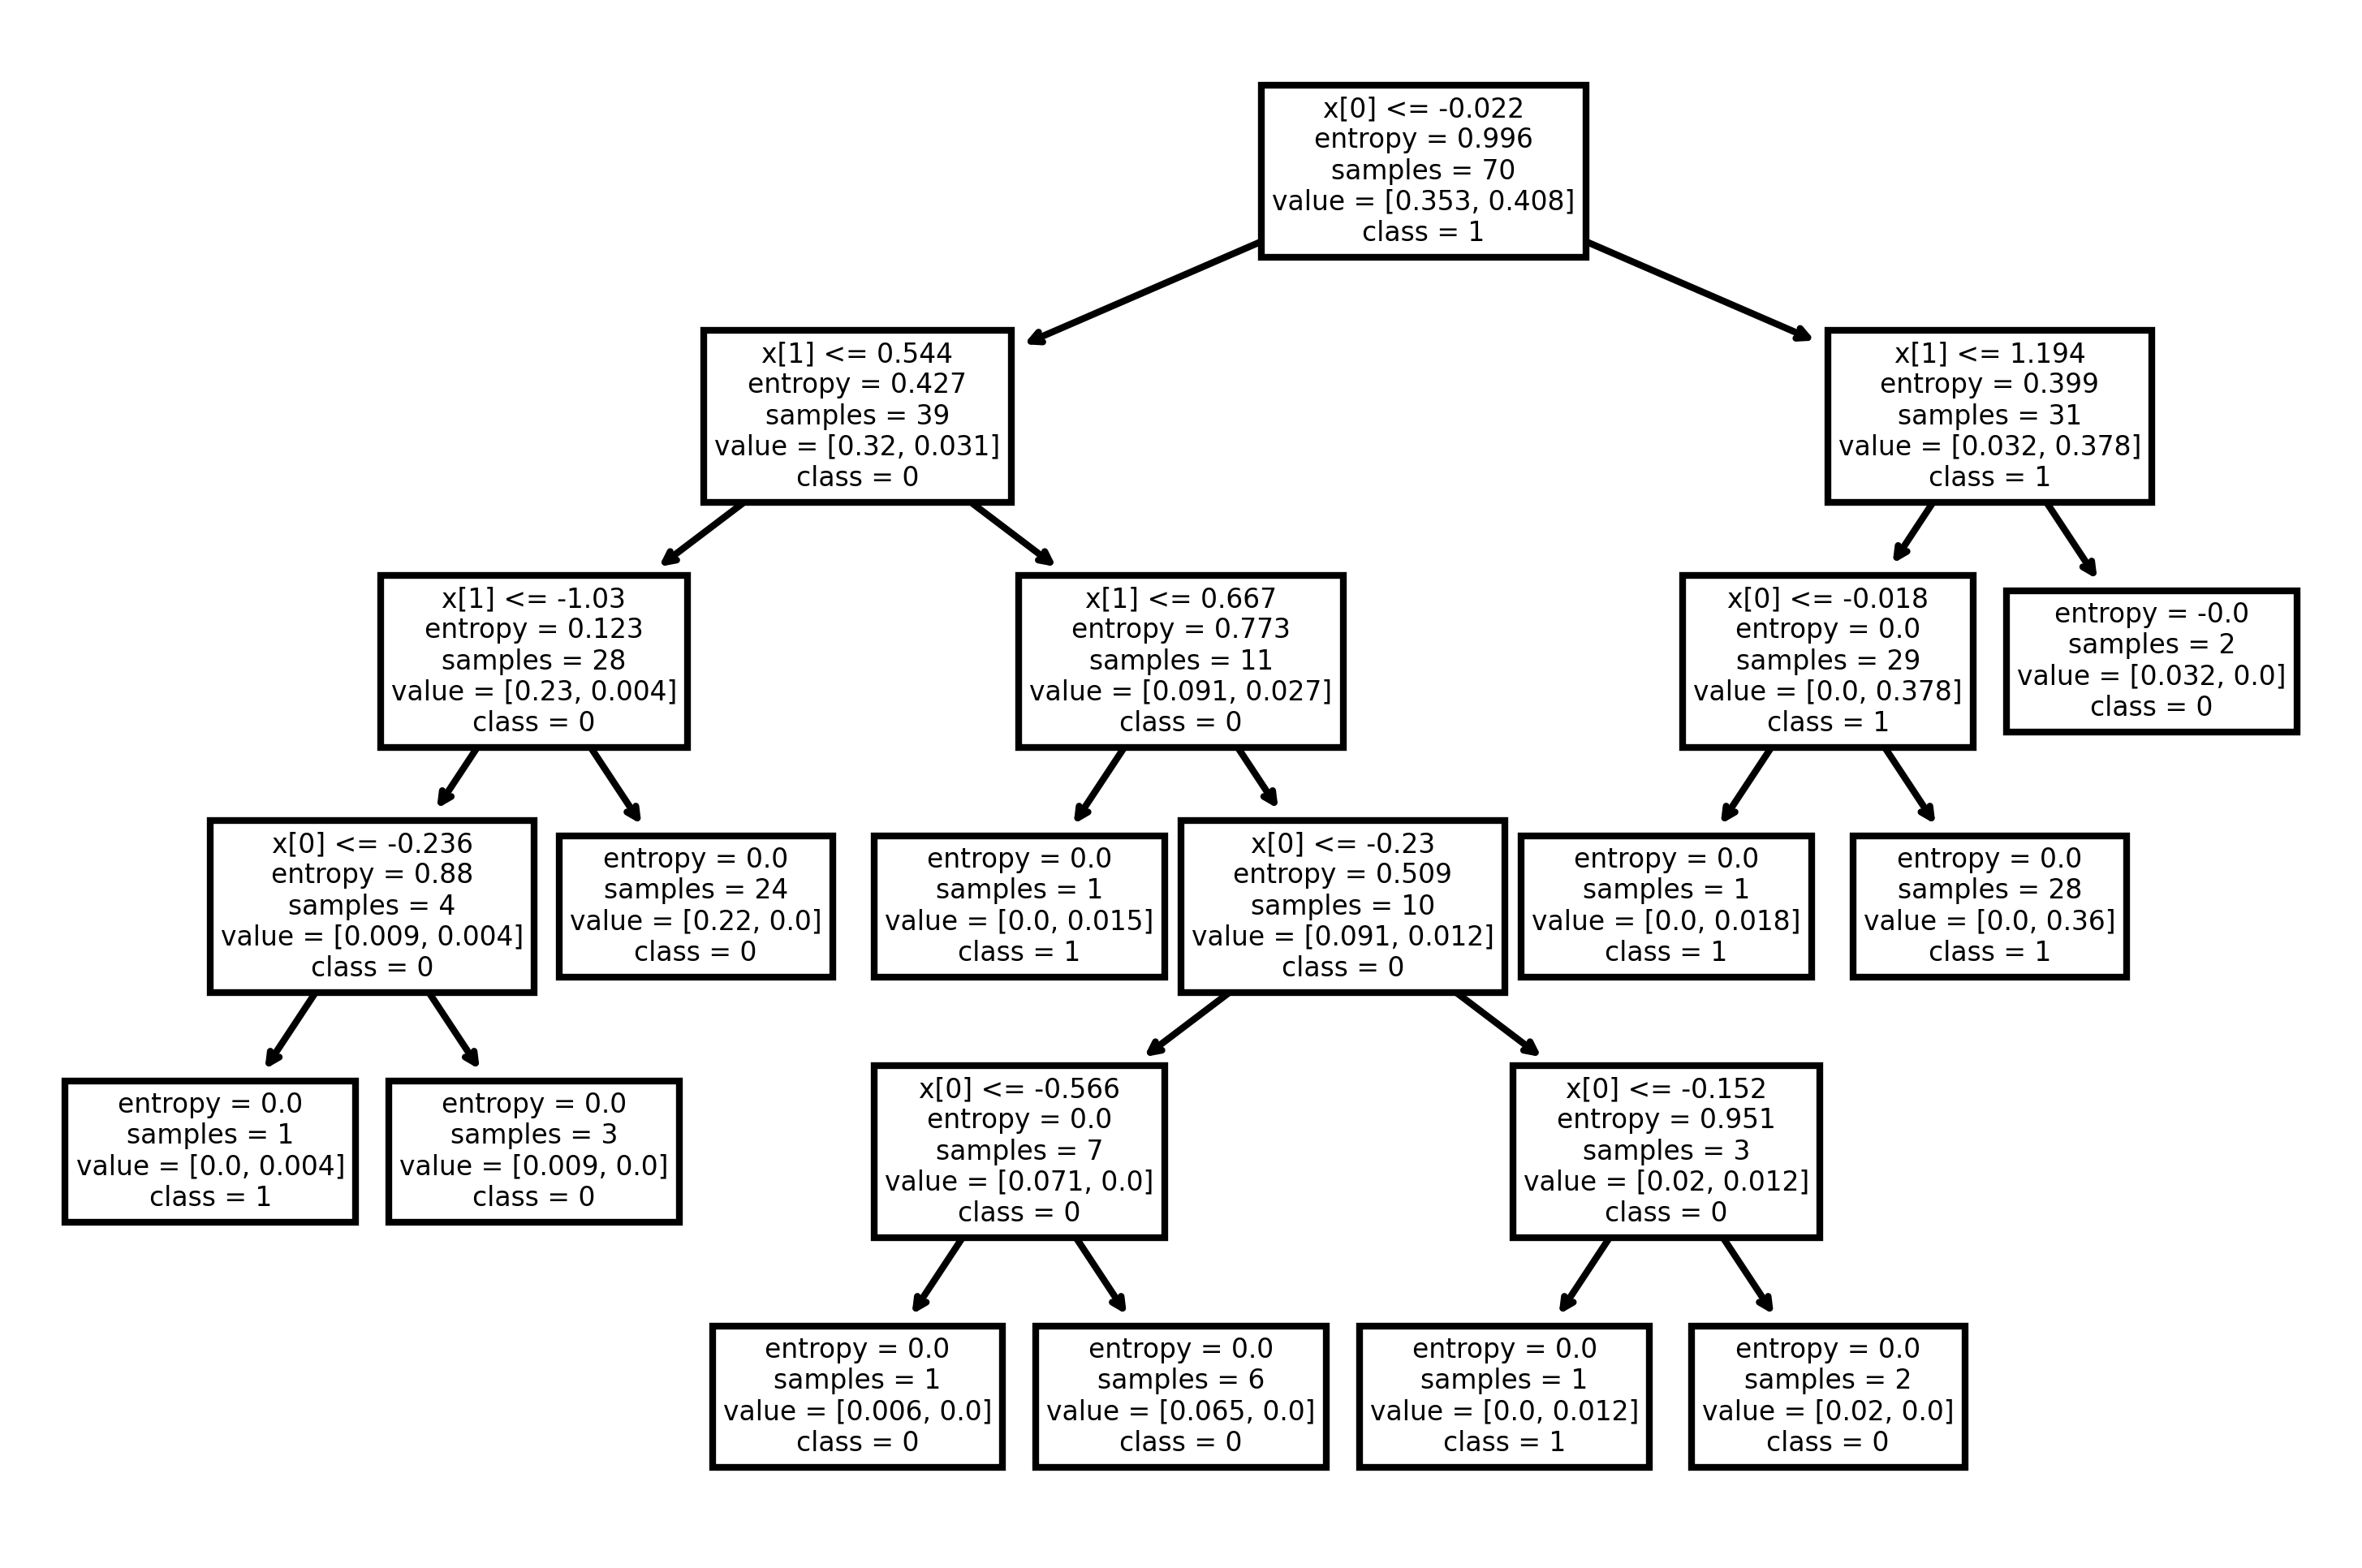 x[0] <= -0.022
entropy = 0.996
samples = 70
value = [0.353, 0.408]
class = 1
x[1] <= 0.544
entropy = 0.427
samples = 39
value = [0.32, 0.031]
class = 0
x[1] <= 1.194
entropy = 0.399
samples = 31
value = [0.032, 0.378]
class = 1
x[1] <= -1.03
entropy = 0.123
samples = 28
value = [0.23, 0.004]
class = 0
x[1] <= 0.667
entropy = 0.773
samples = 11
value = [0.091, 0.027]
class = 0
x[0] <= -0.018
entropy = 0.0
samples = 29
value = [0.0, 0.378]
class = 1
entropy = -0.0
samples = 2
value = [0.032, 0.0]
class = 0
x[0] <= -0.236
entropy = 0.88
samples = 4
value = [0.009, 0.004]
class = 0
entropy = 0.0
samples = 24
value = [0.22, 0.0]
class = 0
entropy = 0.0
samples = 1
value = [0.0, 0.015]
class = 1
x[0] <= -0.23
entropy = 0.509
samples = 10
value = [0.091, 0.012]
class = 0
entropy = 0.0
samples = 1
value = [0.0, 0.018]
class = 1
entropy = 0.0
samples = 28
value = [0.0, 0.36]
class = 1
entropy = 0.0
samples = 1
value = [0.0, 0.004]
class = 1
entropy = 0.0
samples = 3
value = [0.009, 0.0]
class = 0
x[0] <= -0.566
entropy = 0.0
samples = 7
value = [0.071, 0.0]
class = 0
x[0] <= -0.152
entropy = 0.951
samples = 3
value = [0.02, 0.012]
class = 0
entropy = 0.0
samples = 1
value = [0.006, 0.0]
class = 0
entropy = 0.0
samples = 6
value = [0.065, 0.0]
class = 0
entropy = 0.0
samples = 1
value = [0.0, 0.012]
class = 1
entropy = 0.0
samples = 2
value = [0.02, 0.0]
class = 0